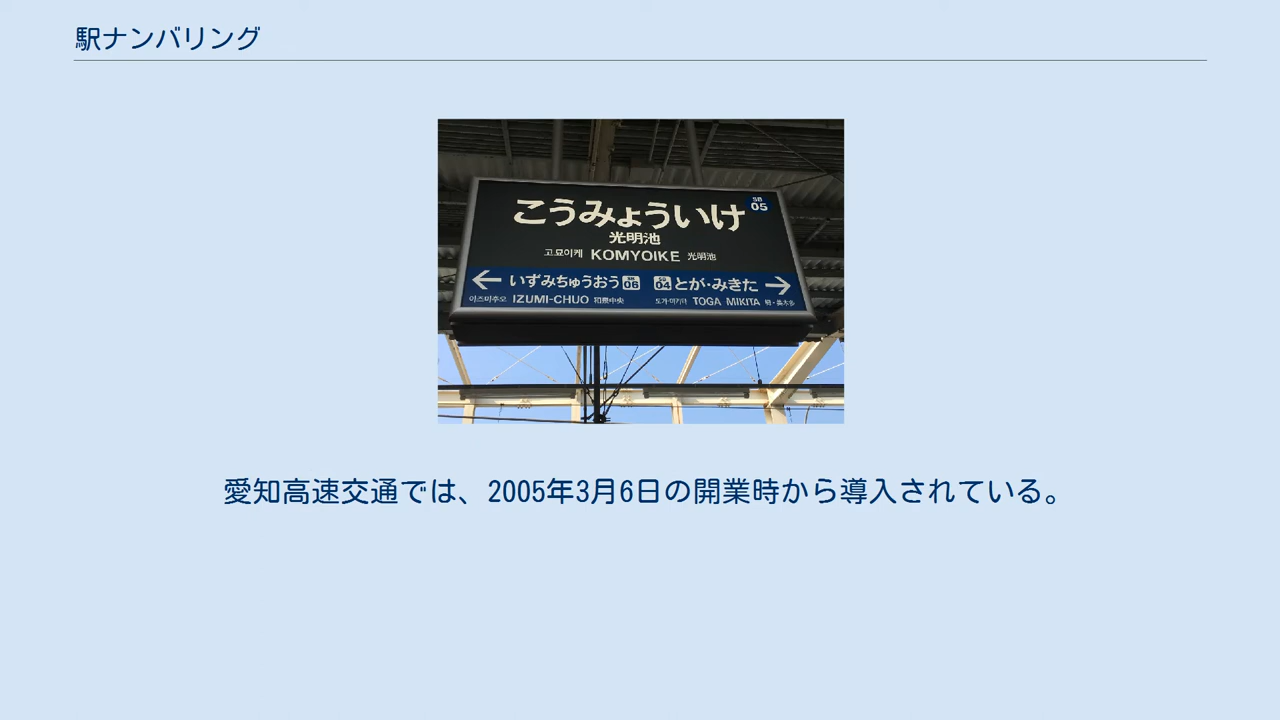 駅ナンバリング
こうみょういけ
SB
05
光明池
고묘이케 KOMYOIKE 光明池
いずみちゅうおう 06 04 とが・みきた
이즈미추오 IZUMI-CHUO 和泉中央 도가·미키타 TOGA MIKITA 栂・美木多
愛知高速交通では、2005年3月6日の開業時から導入されている。